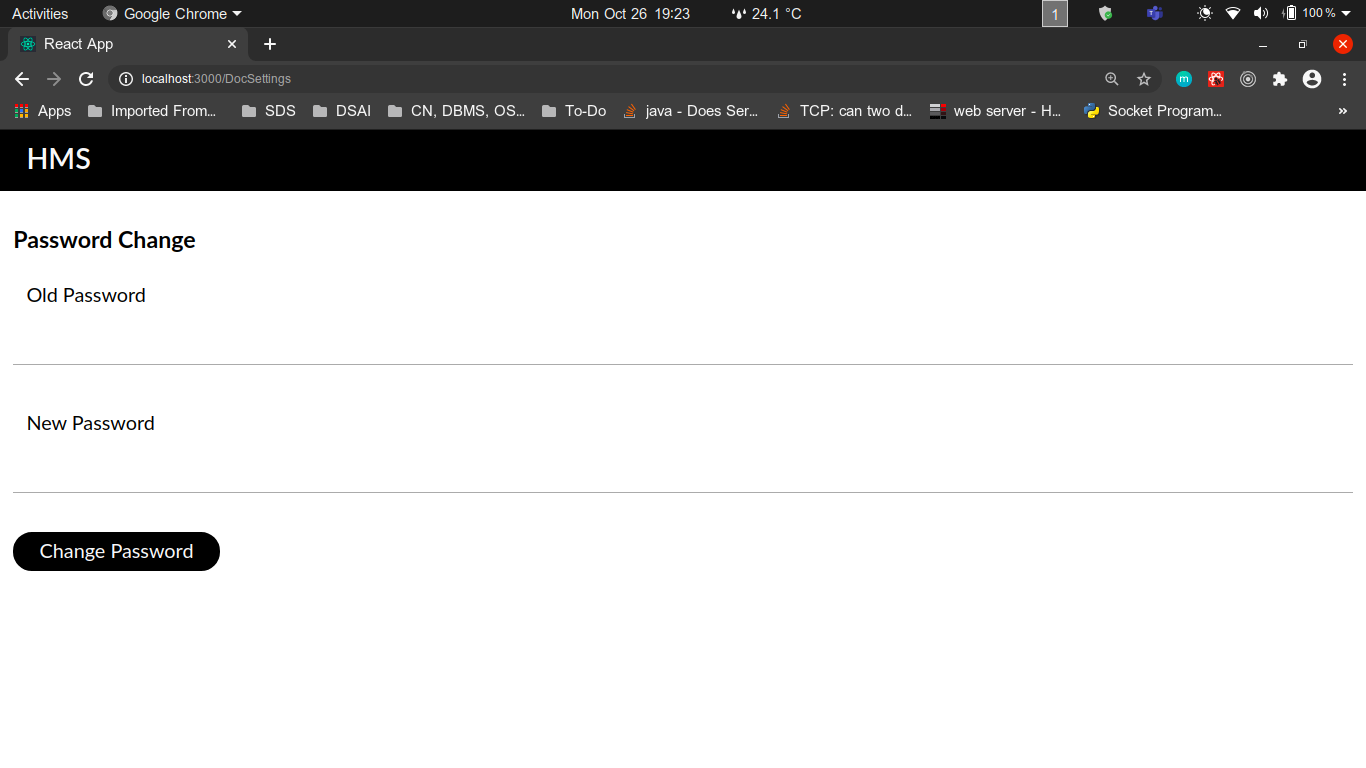 Activities Google Chrome Mon Oct 26 19:23 24.1 °C 1 100 %
React App
localhost:3000/DocSettings m
Apps Imported From... SDS DSAI CN, DBMS, OS... To-Do java - Does Ser... TCP: can two d... web server - H... Socket Program... »
HMS
Password Change
Old Password
New Password
Change Password